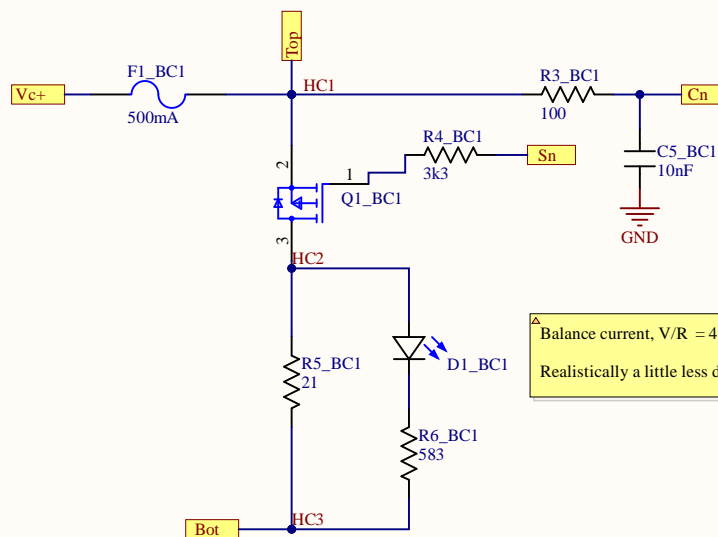 Top
F1_BC1
HC1
R3_BC1
Vc+
Cn
500mA
100
R4_BC1
Sn
C5_BC1
2
1
3k3
10nF
Q1_BC1
GND
3
HC2
Balance current, V/R = 4
D1_BC1
R5_BC1
Realistically a little less d
21
R6_BC1
583
HC3
Bot